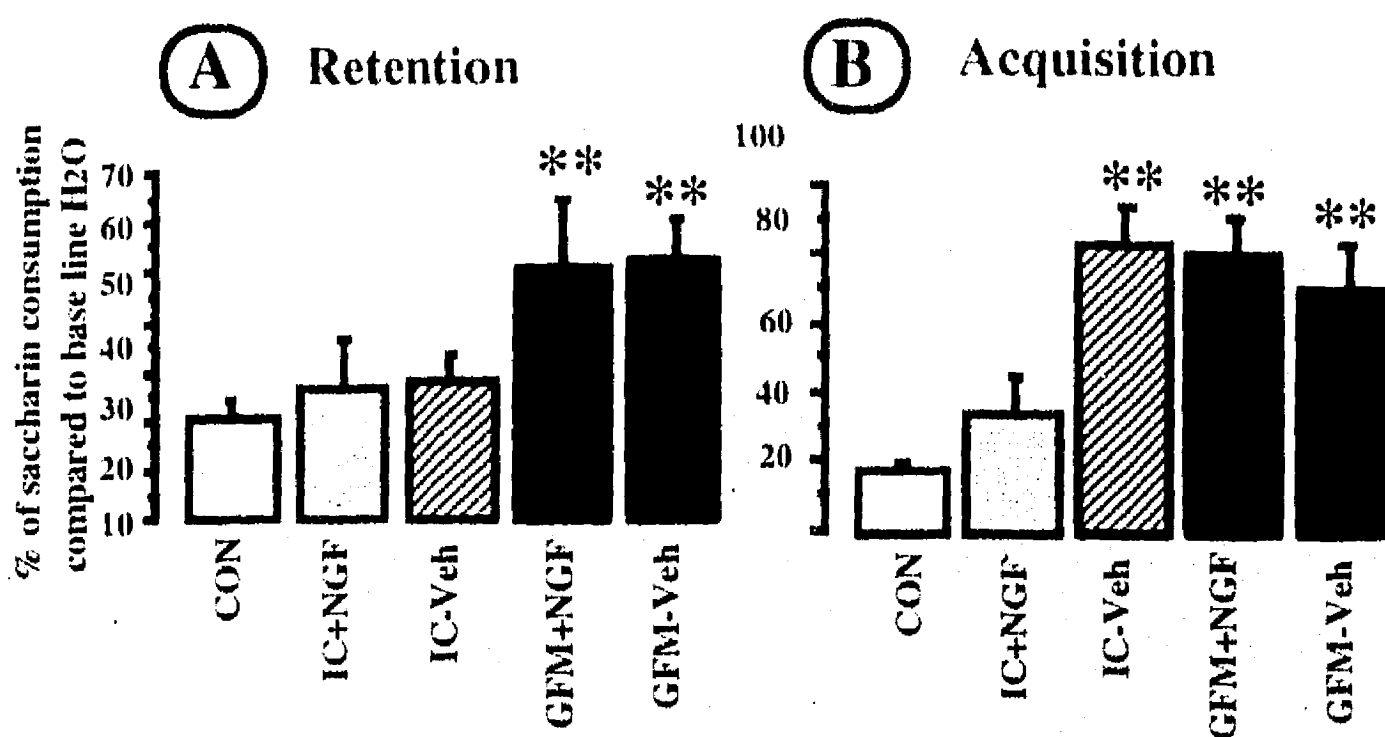 A Retention
% of saccharin consumption
compared to base line H2O
70
60
50
40
30
20
10
** **
CON
IC+NGF
IC-Veh
GFM+NGF
GFM-Veh
B Acquisition
100
80
60
40
20
** ** **
CON
IC+NGF
IC-Veh
GFM+NGF
GFM-Veh